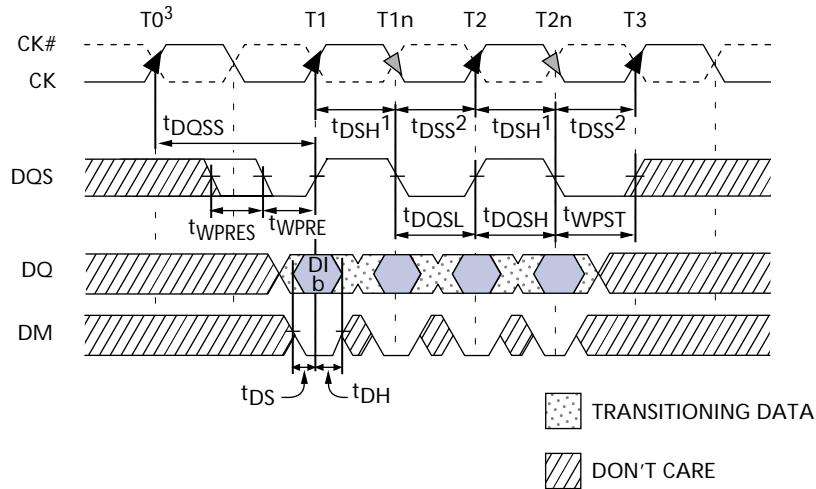 T0³ T1 T1n T2 T2n T3
CK#
CK
tDQSS tDSH¹ tDSS² tDSH¹ tDSS²
DQS
tWPRES tWPRE tDQSL tDQSH tWPST
DQ
DI
b
DM
tDS tDH
TRANSITIONING DATA
DON'T CARE